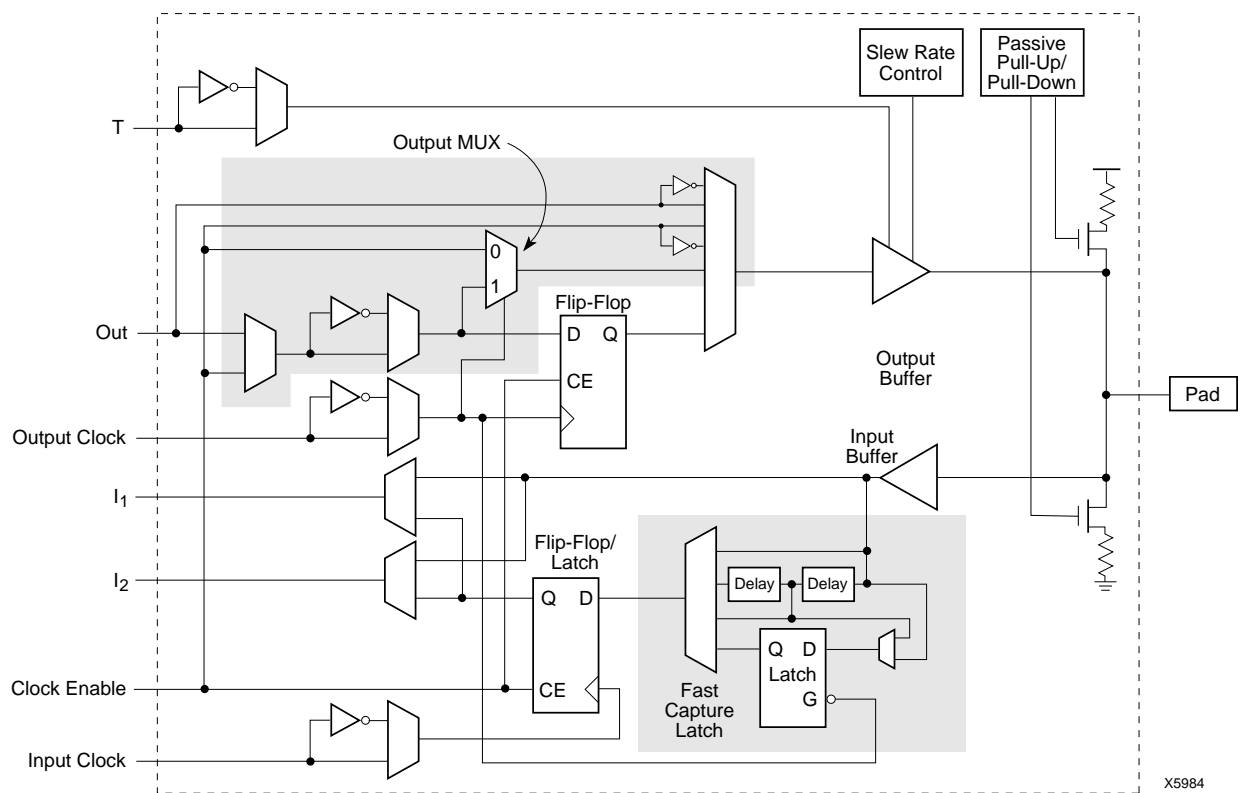 Slew Rate
Control
Passive
Pull-Up/
Pull-Down
T
Output MUX
0
1
Flip-Flop
D Q
CE
Out
Output
Buffer
Pad
Output Clock
Input
Buffer
I1
Flip-Flop/
Latch
I2
Delay
Delay
Q D
Q D
Latch
G
CE
Clock Enable
Fast
Capture
Latch
Input Clock
X5984